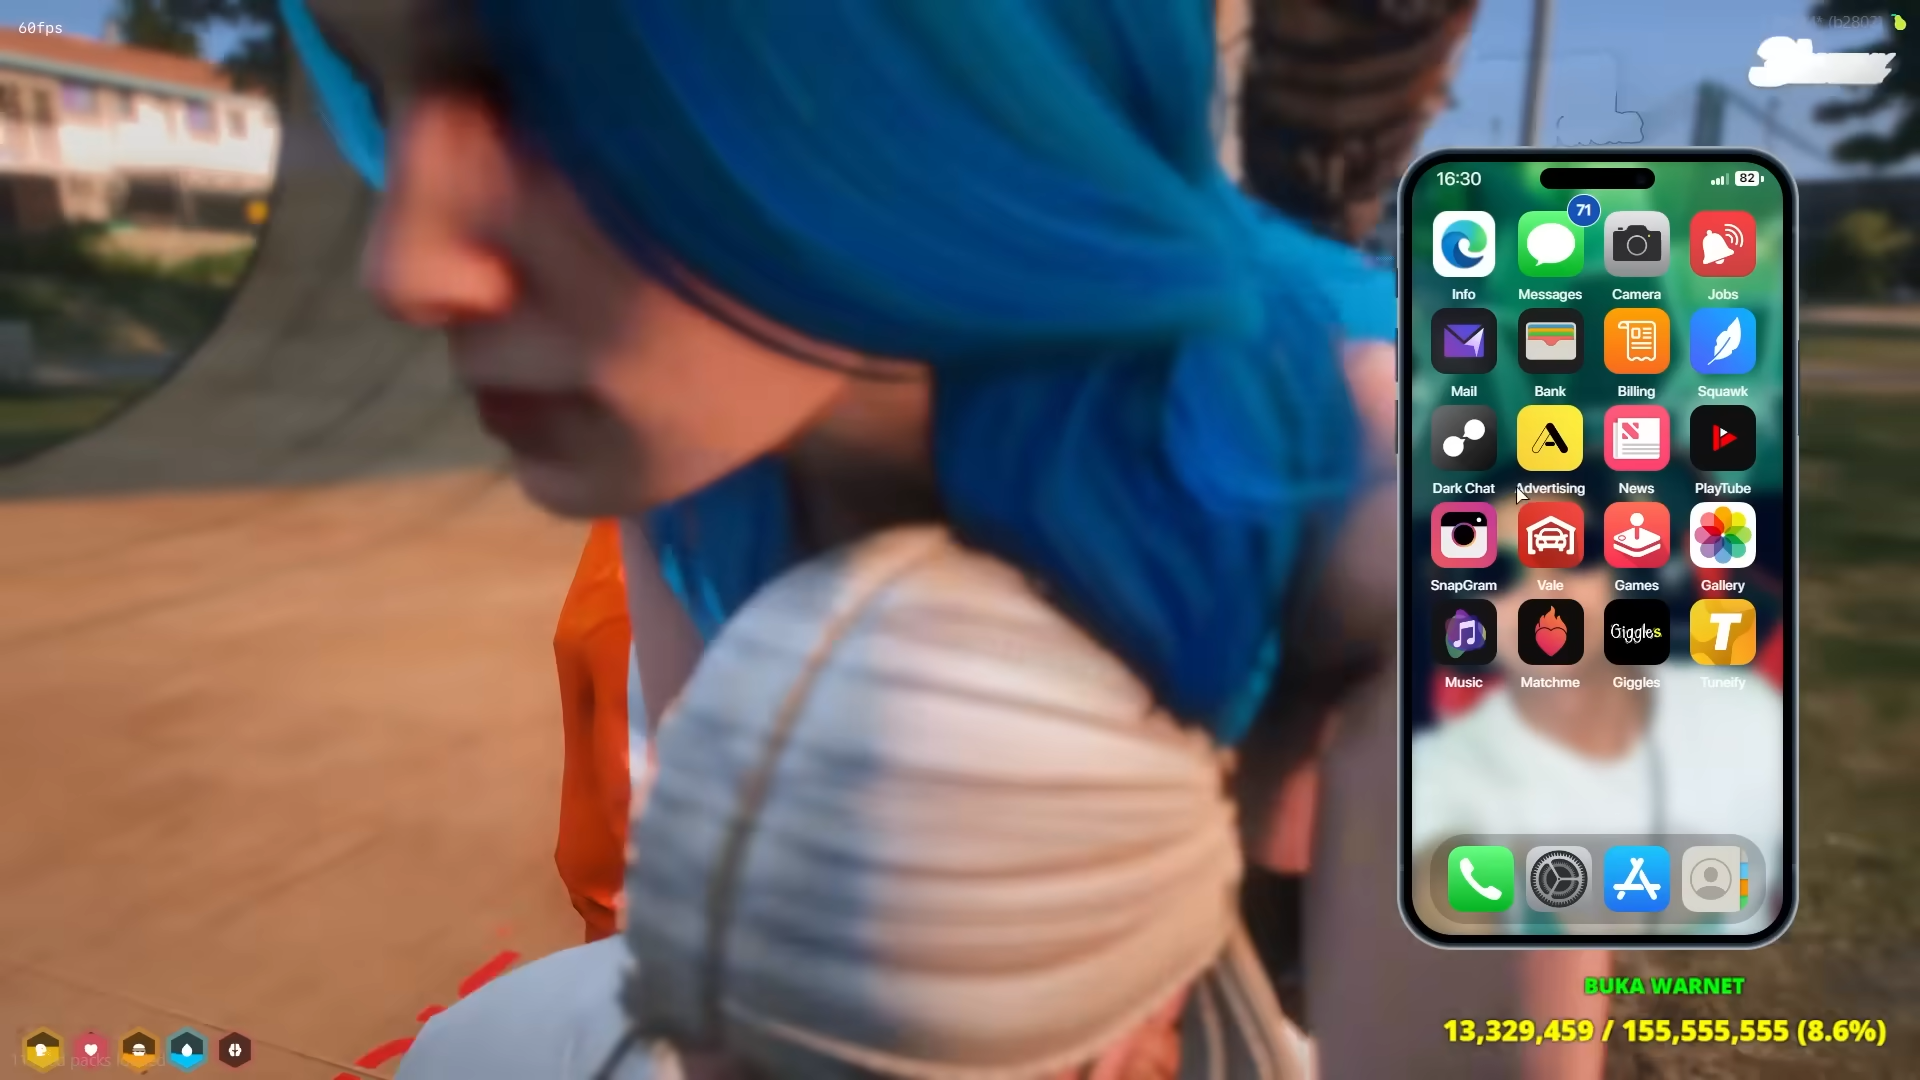 60fps
16:30
82
71
Info
Messages
Camera
Jobs
Mail
Bank
Billing
Squawk
Dark Chat
Advertising
News
PlayTube
SnapGram
Vale
Games
Gallery
Giggles
Music
Matchme
Giggles
Tuneify
BUKA WARNET
13,329,459 / 155,555,555 (8.6%)